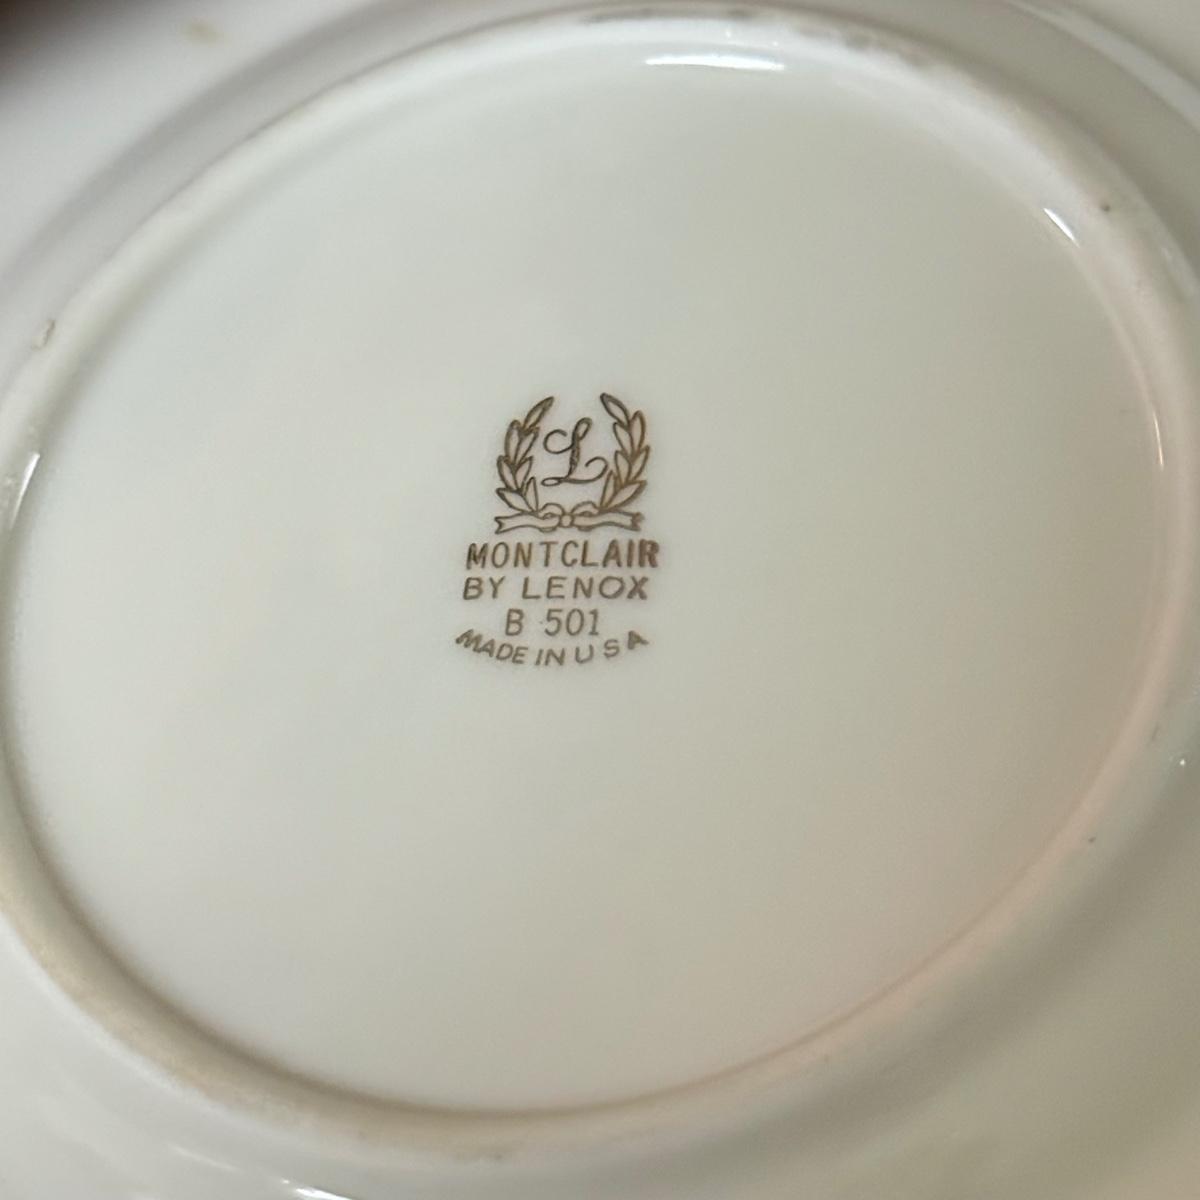 L
MONTCLAIR
BY LENOX
B 501
MADE IN USA